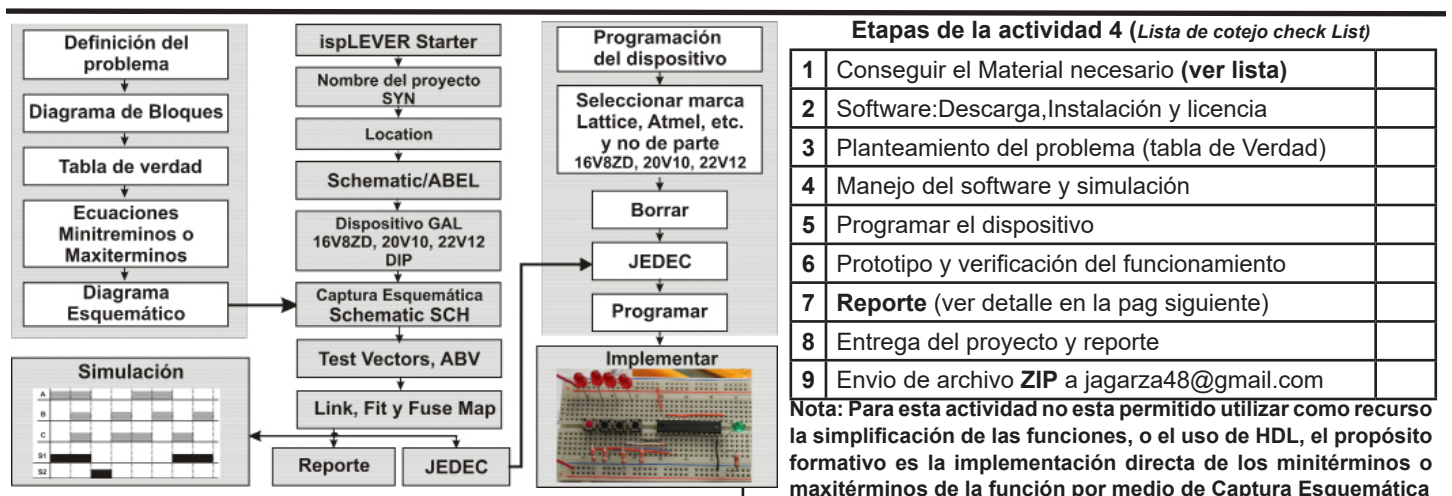 Definición del
problema
Diagrama de Bloques
Tabla de verdad
Ecuaciones
Minitreminos o
Maxiterminos
Diagrama
Esquemático
Simulación
A
B
C
S1
S2
ispLEVER Starter
Nombre del proyecto
SYN
Location
Schematic/ABEL
Dispositivo GAL
16V8ZD, 20V10, 22V12
DIP
Captura Esquemática
Schematic SCH
Test Vectors, ABV
Link, Fit y Fuse Map
Reporte
JEDEC
Programación
del dispositivo
Seleccionar marca
Lattice, Atmel, etc.
y no de parte
16V8ZD, 20V10, 22V12
Borrar
JEDEC
Programar
Implementar
Etapas de la actividad 4 (Lista de cotejo check List)
1 Conseguir el Material necesario (ver lista)
2 Software:Descarga,Instalación y licencia
3 Planteamiento del problema (tabla de Verdad)
4 Manejo del software y simulación
5 Programar el dispositivo
6 Prototipo y verificación del funcionamiento
7 Reporte (ver detalle en la pag siguiente)
8 Entrega del proyecto y reporte
9 Envio de archivo ZIP a jagarza48@gmail.com
Nota: Para esta actividad no esta permitido utilizar como recurso
la simplificación de las funciones, o el uso de HDL, el propósito
formativo es la implementación directa de los minitérminos o
maxitérminos de la función por medio de Captura Esquemática